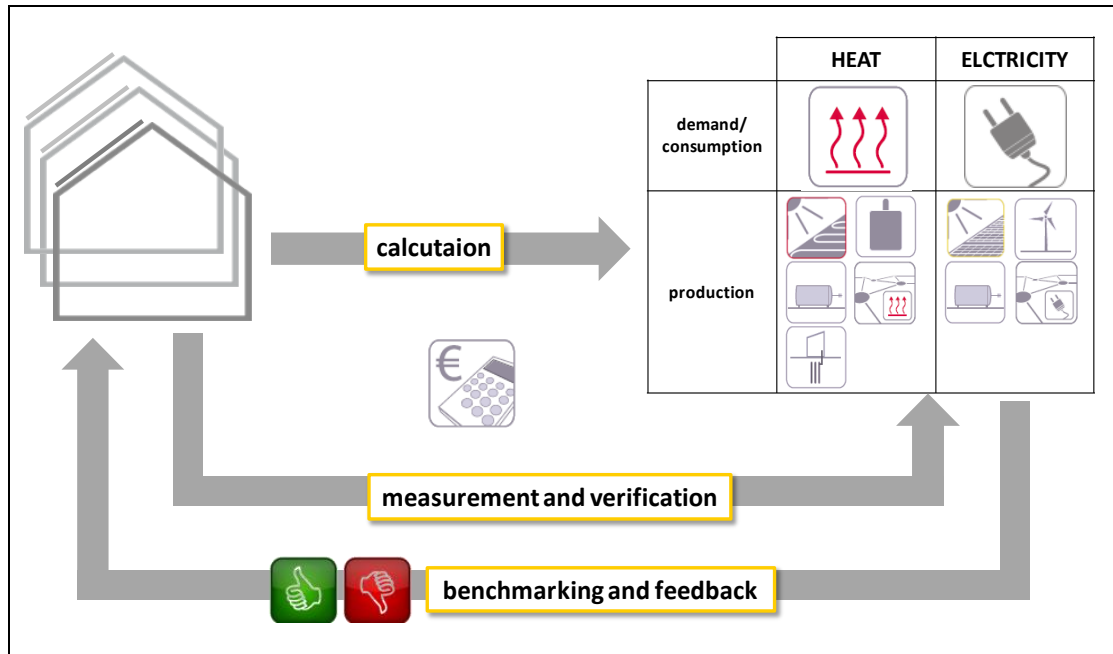 HEAT
ELCTRICITY
demand/
consumption
calcutaion
production
€
measurement and verification
benchmarking and feedback